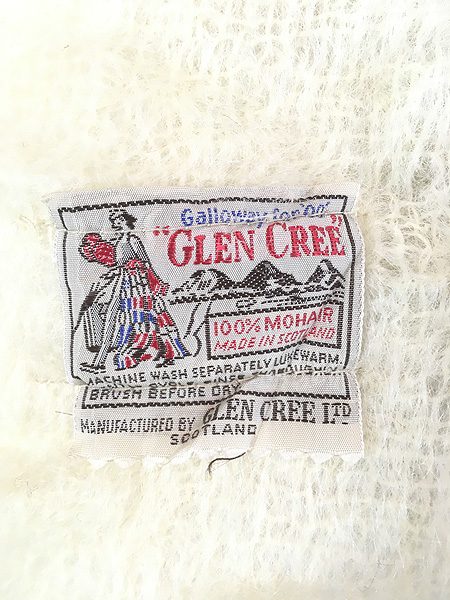 Galloway for
"GLEN CREE"
100% MOHAIR
MADE IN SCOTLAND
MACHINE WASH SEPARATELY LUKEWARM.
BRUSH BEFORE DRY
MANUFACTURED BY GLEN CREE LTD
SCOTLAND